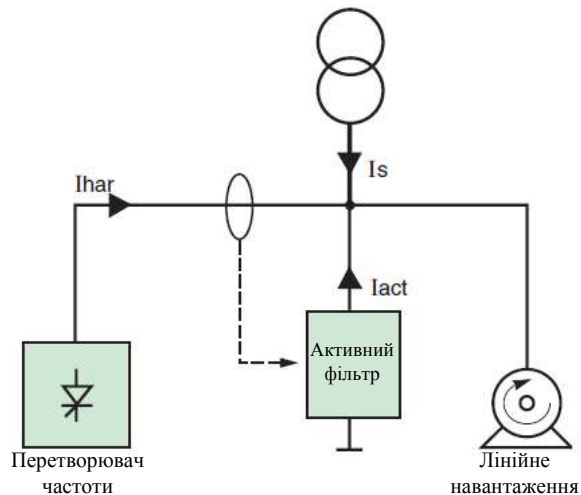 Is
Ihar
Iact
Активний
фільтр
Перетворювач
частоти
Лінійне
навантаження